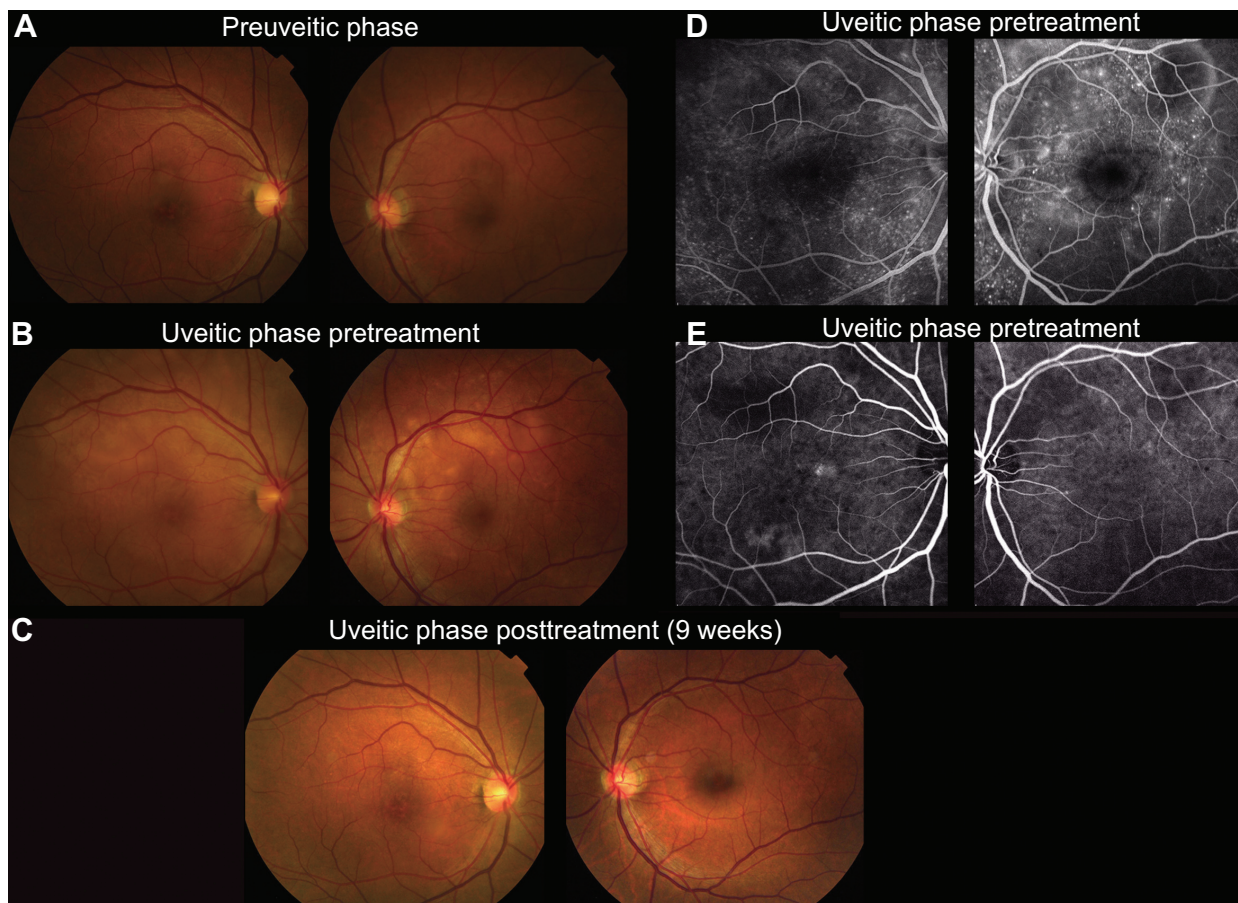 A
Preuveitic phase
B
Uveitic phase pretreatment
C
Uveitic phase posttreatment (9 weeks)
D
Uveitic phase pretreatment
E
Uveitic phase pretreatment